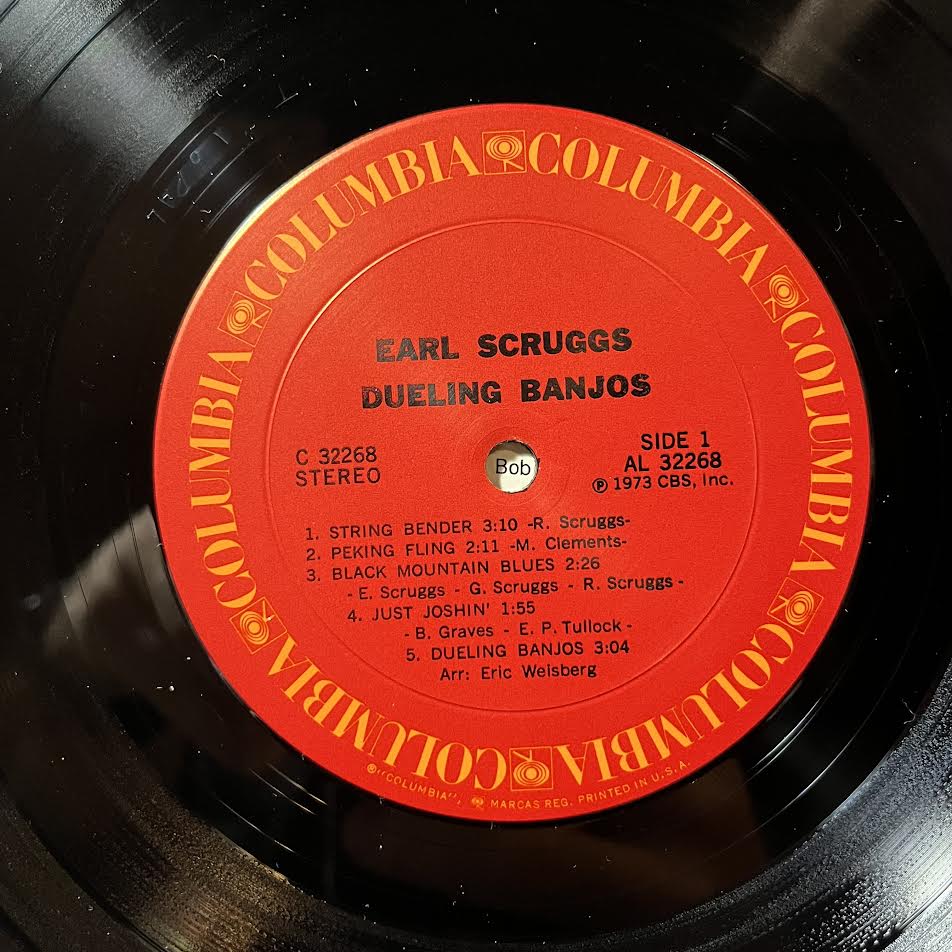 COLUMBIA COLUMBIA COLUMBIA COLUMBIA COLUMBIA COLUMBIA
EARL SCRUGGS
DUELING BANJOS
C 32268
STEREO
Bob
SIDE 1
AL 32268
℗ 1973 CBS, Inc.
1. STRING BENDER 3:10 -R. Scruggs-
2. PEKING FLING 2:11 -M. Clements-
3. BLACK MOUNTAIN BLUES 2:26
- E. Scruggs - G. Scruggs - R. Scruggs -
4. JUST JOSHIN' 1:55
- B. Graves - E. P. Tullock -
5. DUELING BANJOS 3:04
Arr: Eric Weisberg
®"COLUMBIA", MARCAS REG. PRINTED IN U.S.A.